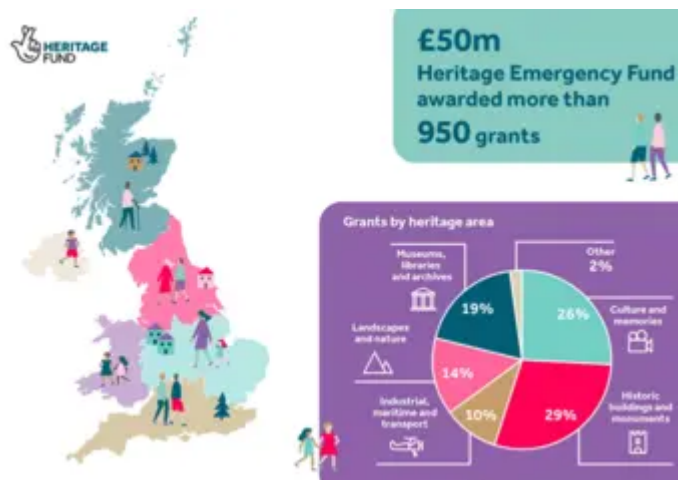 HERITAGE
FUND
£50m
Heritage Emergency Fund
awarded more than
950 grants
Grants by heritage area
Museums,
libraries
and archives
Other
2%
19%
26%
Culture and
memories
Landscapes
and nature
14%
Industrial,
maritime and
transport
10%
29%
Historic
buildings and
monuments